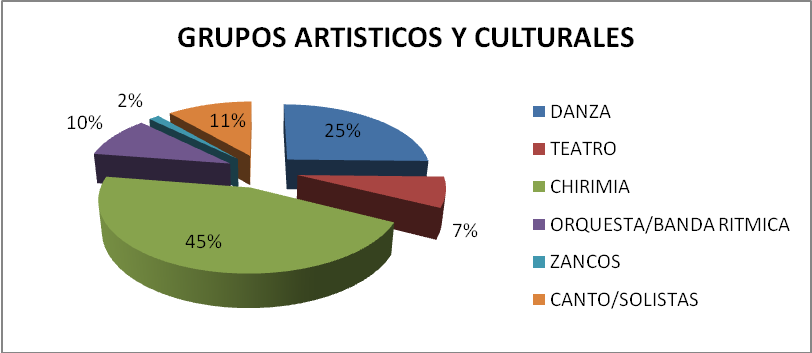 GRUPOS ARTISTICOS Y CULTURALES
2%
11%
25%
10%
7%
45%
DANZA
TEATRO
CHIRIMIA
ORQUESTA/BANDA RITMICA
ZANCOS
CANTO/SOLISTAS